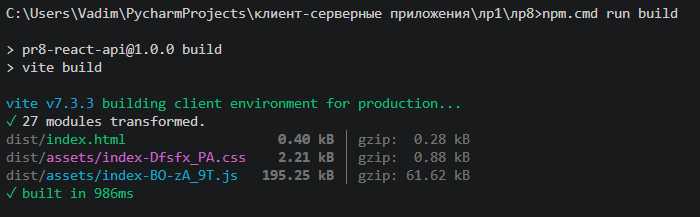 C:\Users\Vadim\PycharmProjects\клиент-серверные приложения\лр1\лр8>npm.cmd run build
> pr8-react-api@1.0.0 build
> vite build
vite v7.3.3 building client environment for production...
✓ 27 modules transformed.
dist/index.html                   0.40 kB │ gzip:  0.28 kB
dist/assets/index-Dfsfx_PA.css    2.21 kB │ gzip:  0.88 kB
dist/assets/index-BO-zA_9T.js   195.25 kB │ gzip: 61.62 kB
✓ built in 986ms